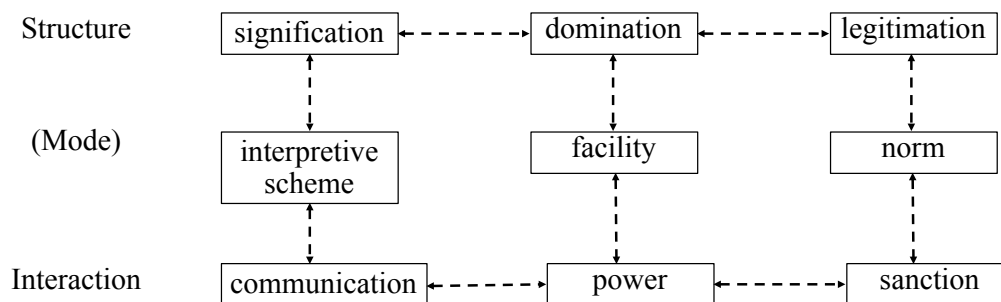 Structure
signification
domination
legitimation
(Mode)
interpretive
scheme
facility
norm
Interaction
communication
power
sanction